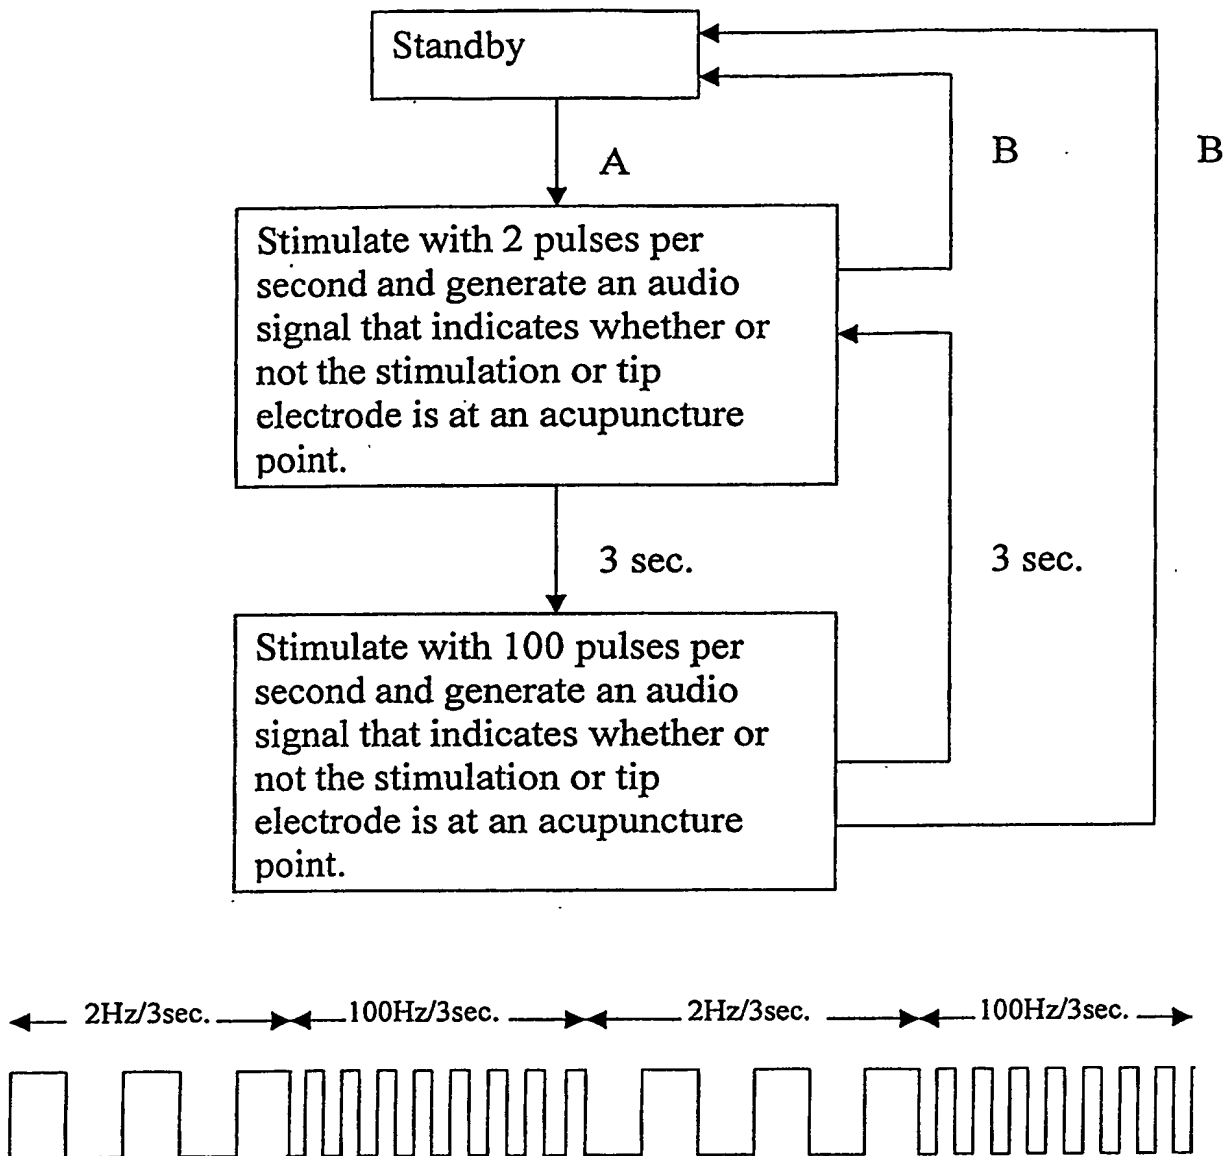 Standby
A
B
B
Stimulate with 2 pulses per
second and generate an audio
signal that indicates whether or
not the stimulation or tip
electrode is at an acupuncture
point.
3 sec.
3 sec.
Stimulate with 100 pulses per
second and generate an audio
signal that indicates whether or
not the stimulation or tip
electrode is at an acupuncture
point.
2Hz/3sec.
100Hz/3sec.
2Hz/3sec.
100Hz/3sec.